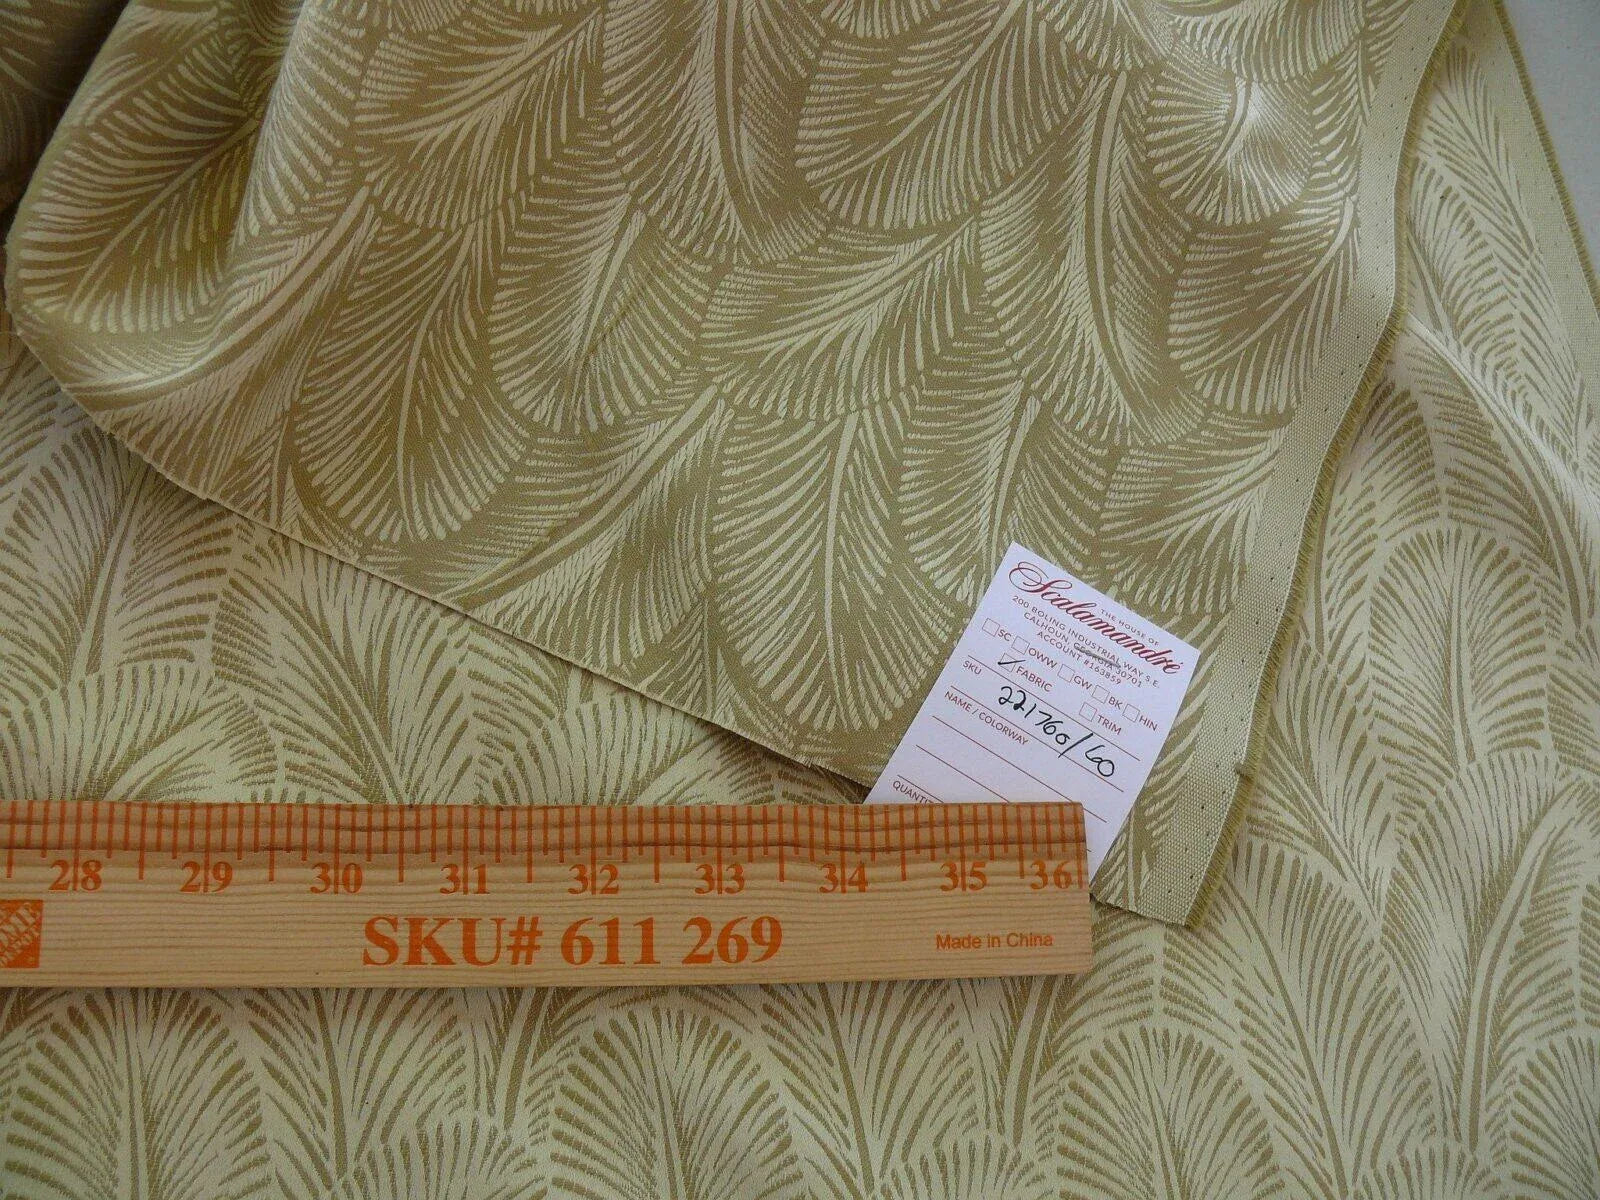 THE HOUSE OF
Scalamandré
200 BOLING INDUSTRIAL WAY S.E.
CALHOUN, GEORGIA 30701
ACCOUNT #163859
SC OWW GW BK HIN
FABRIC TRIM
SKU 221760/60
NAME / COLORWAY
28 29 30 31 32 33 34 35 36
SKU# 611 269
Made in China